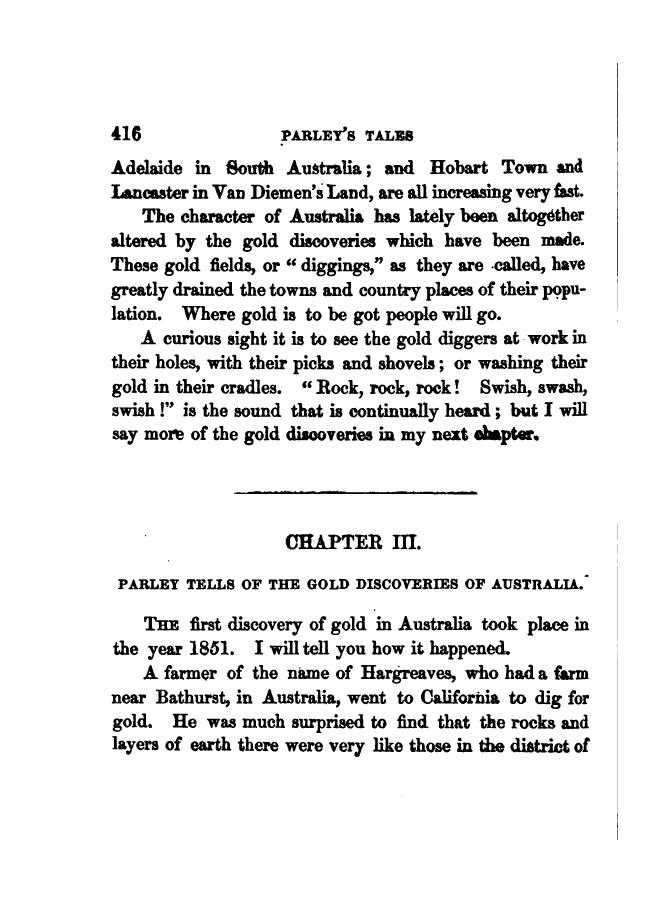 416 PARLEY'S TALES
Adelaide in South Australia; and Hobart Town and
Lancaster in Van Diemen's Land, are all increasing very fast.
The character of Australia has lately been altogether
altered by the gold discoveries which have been made.
These gold fields, or "diggings," as they are called, have
greatly drained the towns and country places of their popu-
lation. Where gold is to be got people will go.
A curious sight it is to see the gold diggers at work in
their holes, with their picks and shovels; or washing their
gold in their cradles. "Rock, rock, rock! Swish, swash,
swish!" is the sound that is continually heard; but I will
say more of the gold discoveries in my next chapter.
CHAPTER III.
PARLEY TELLS OF THE GOLD DISCOVERIES OF AUSTRALIA.
THE first discovery of gold in Australia took place in
the year 1851. I will tell you how it happened.
A farmer of the name of Hargreaves, who had a farm
near Bathurst, in Australia, went to California to dig for
gold. He was much surprised to find that the rocks and
layers of earth there were very like those in the district of